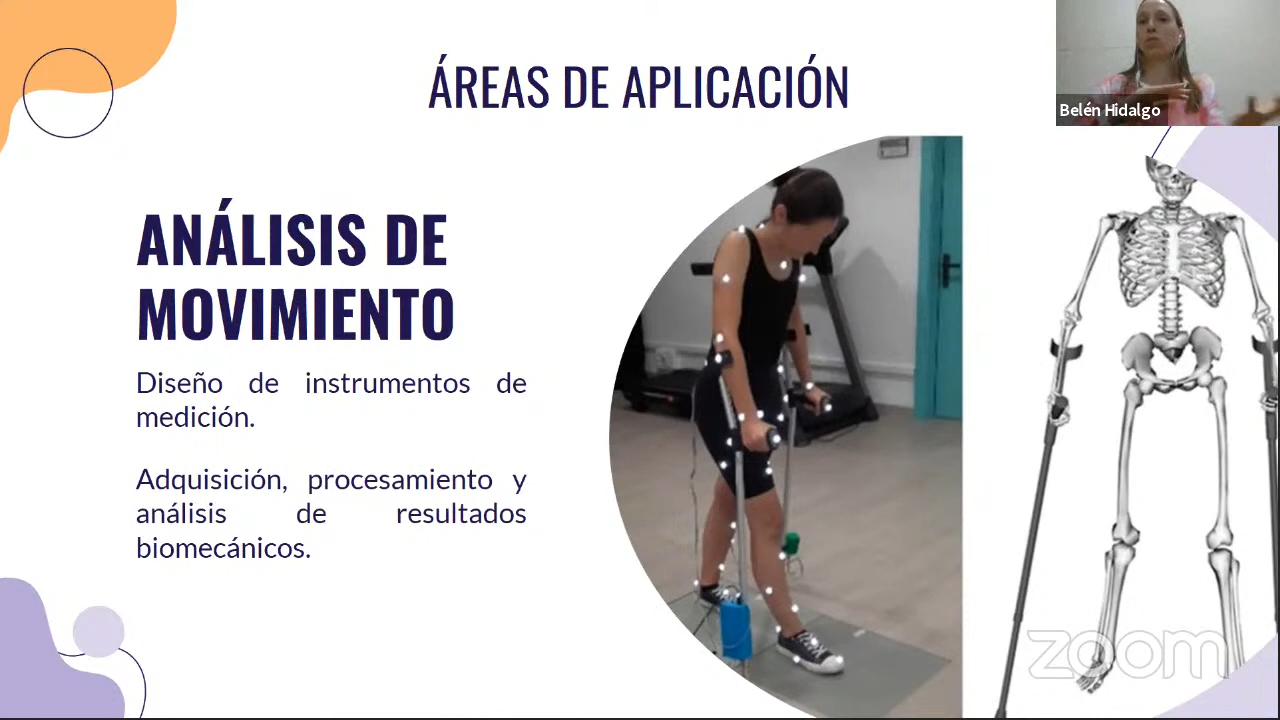 ÁREAS DE APLICACIÓN
Belén Hidalgo
ANÁLISIS DE
MOVIMIENTO
Diseño de instrumentos de
medición.
Adquisición, procesamiento y
análisis de resultados
biomecánicos.
zoom